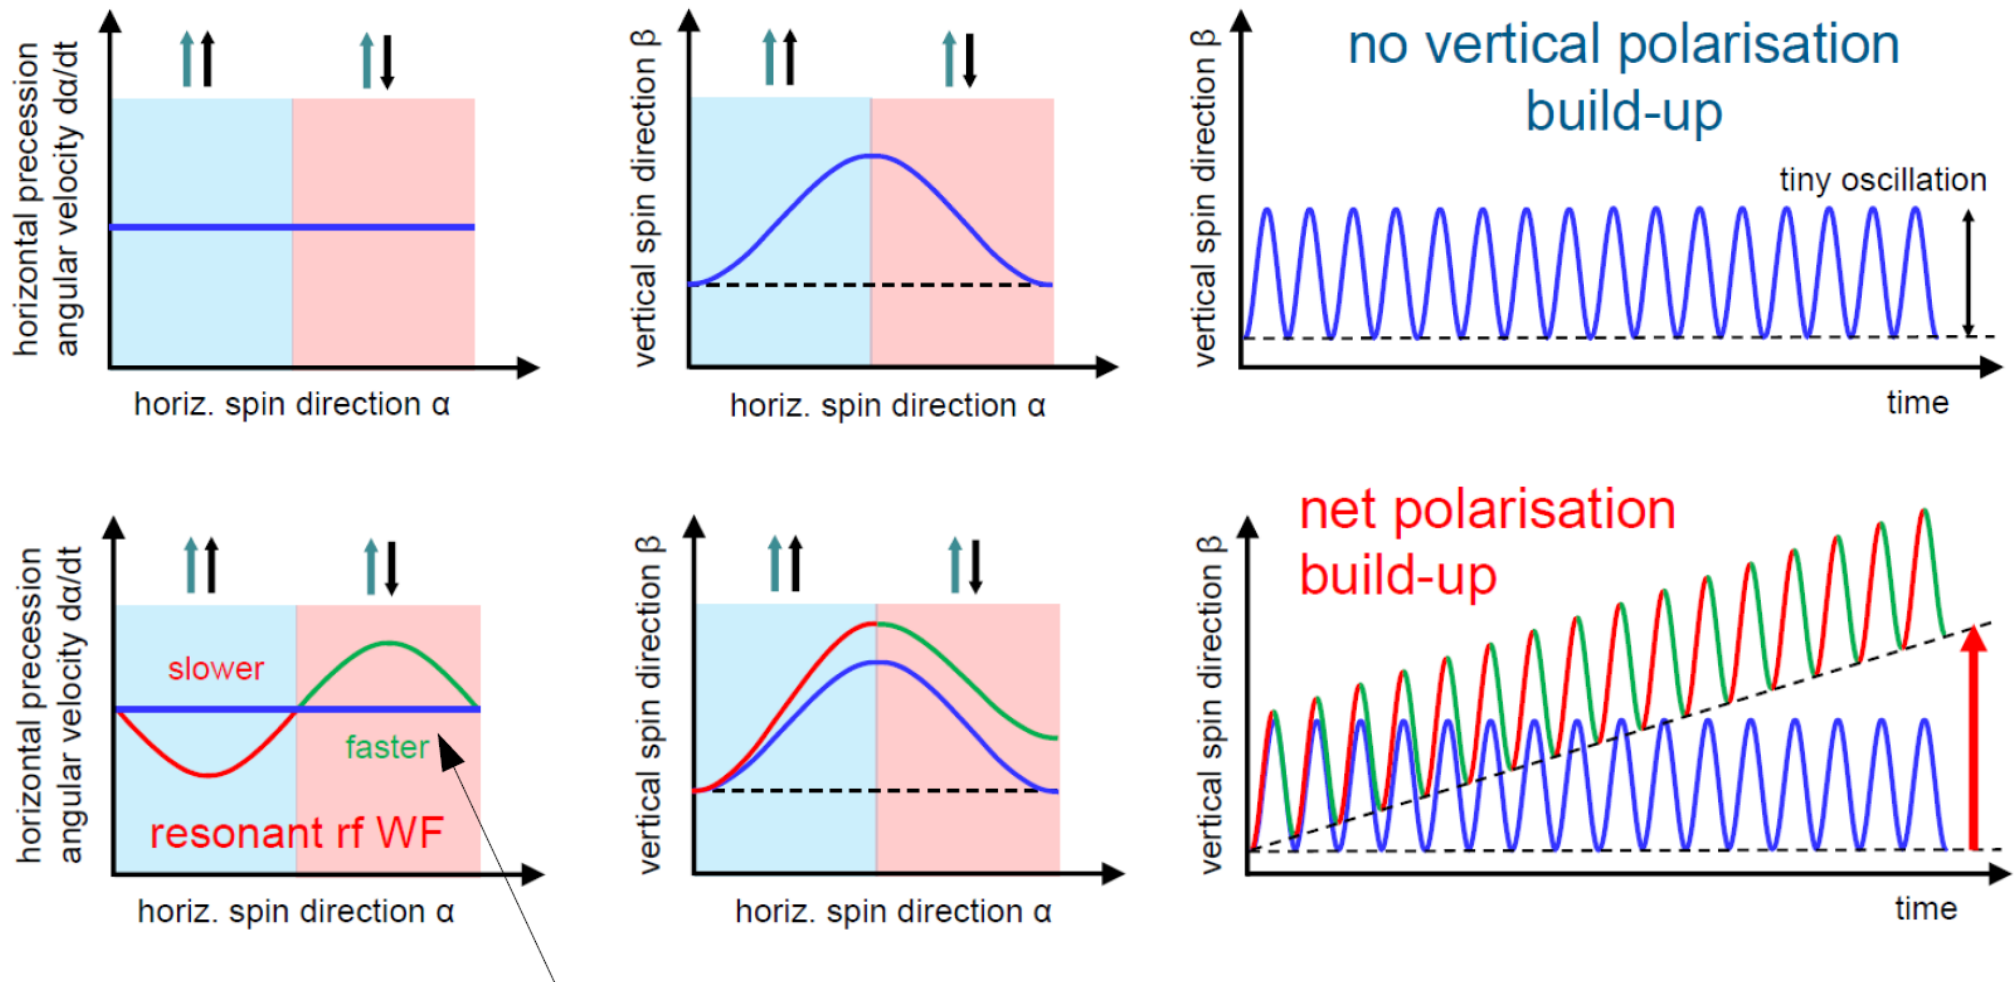 horizontal precession
angular velocity dα/dt
horiz. spin direction α
vertical spin direction β
horiz. spin direction α
vertical spin direction β
no vertical polarisation
build-up
tiny oscillation
time
horizontal precession
angular velocity dα/dt
slower
faster
resonant rf WF
horiz. spin direction α
vertical spin direction β
horiz. spin direction α
vertical spin direction β
net polarisation
build-up
time